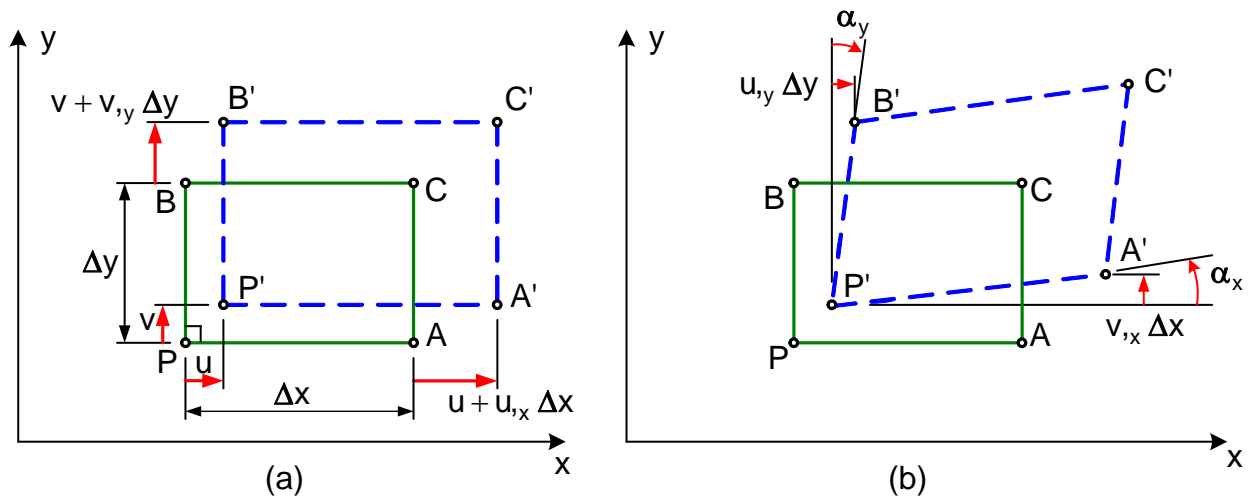 y
v + v,y Δy
B'
C'
B
C
Δy
P'
A'
v
P
u
A
Δx
u + u,x Δx
x
(a)
αy
y
u,y Δy
B'
C'
B
C
A'
P'
αx
v,x Δx
P
A
x
(b)